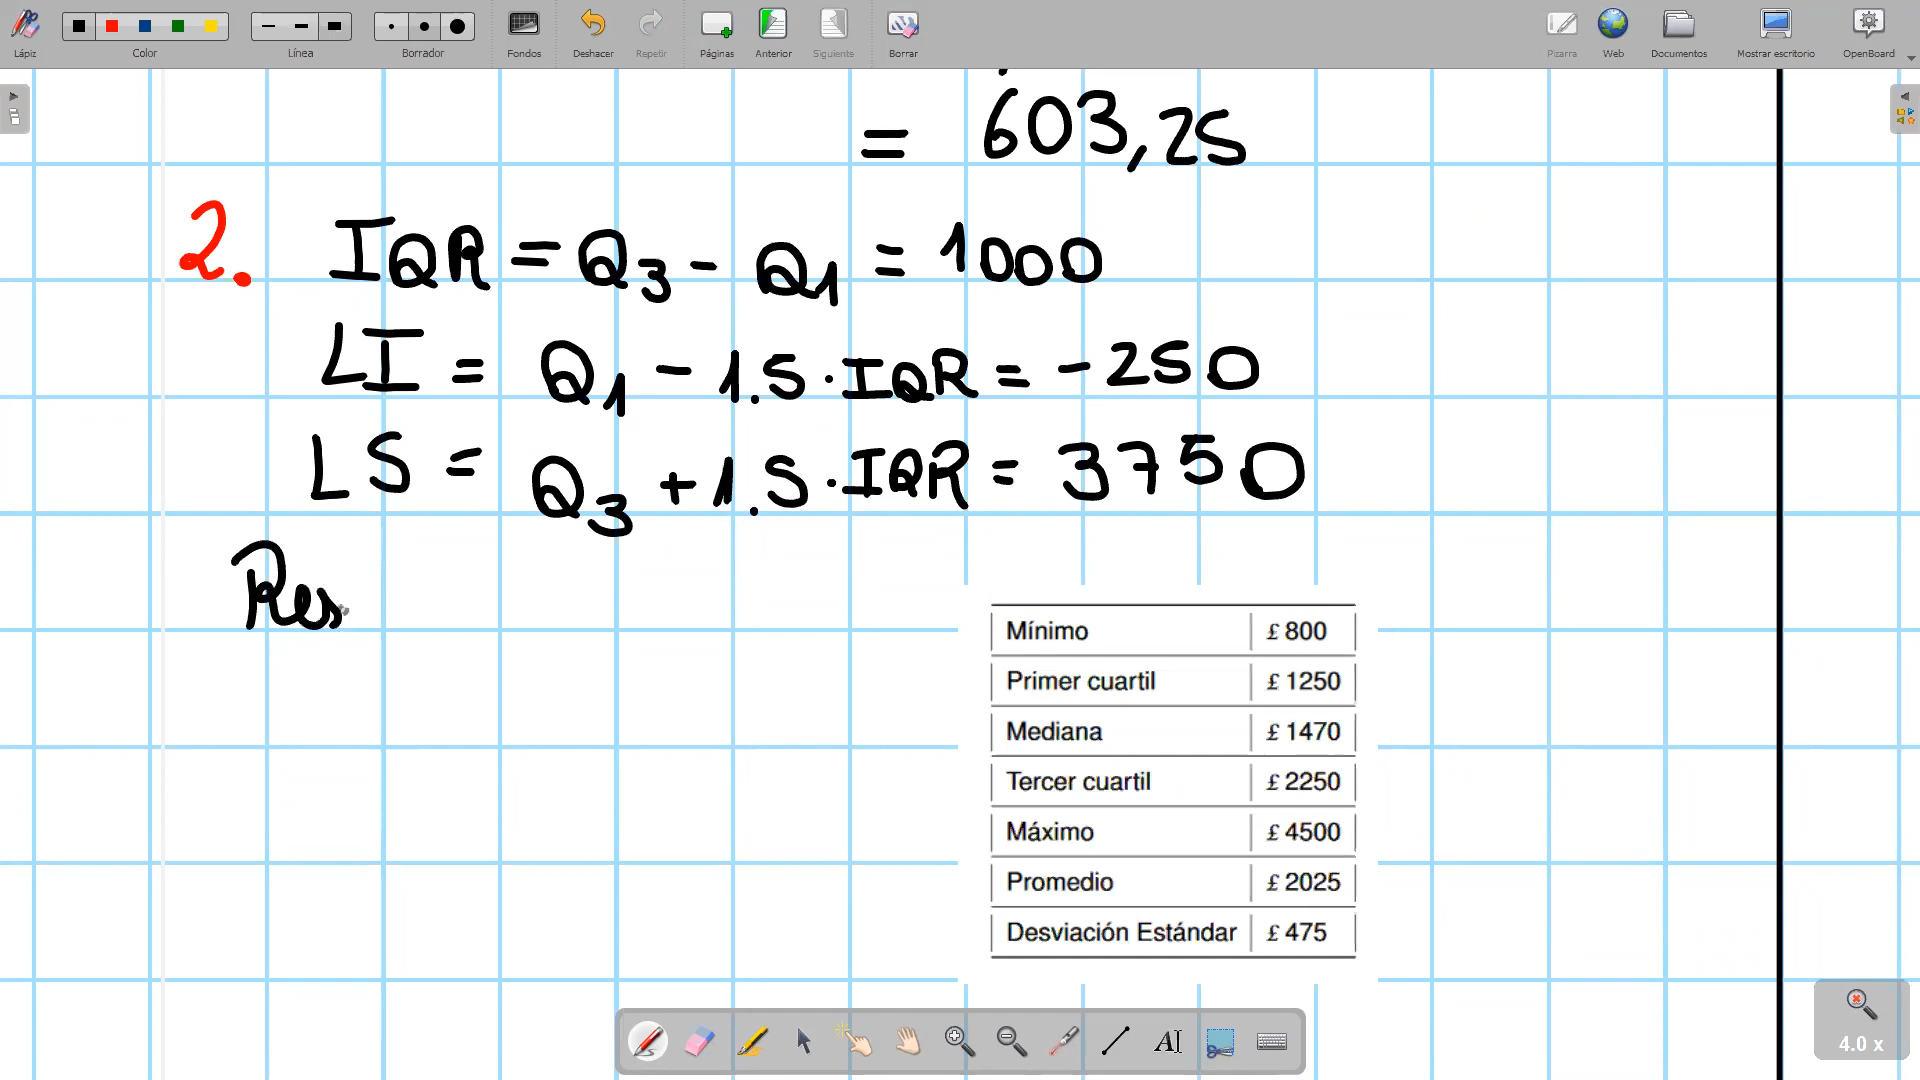 Lápiz
Color
Línea
Borrador
Fondos
Deshacer
Repetir
Páginas
Anterior
Siguiente
Borrar
Pizarra
Web
Documentos
Mostrar escritorio
OpenBoard
= 603,25
2. IQR = Q3 - Q1 = 1000
LI = Q1 - 1.5 · IQR = -250
LS = Q3 + 1.5 · IQR = 3750
Res
Mínimo £ 800
Primer cuartil £ 1250
Mediana £ 1470
Tercer cuartil £ 2250
Máximo £ 4500
Promedio £ 2025
Desviación Estándar £ 475
AI
4.0 x